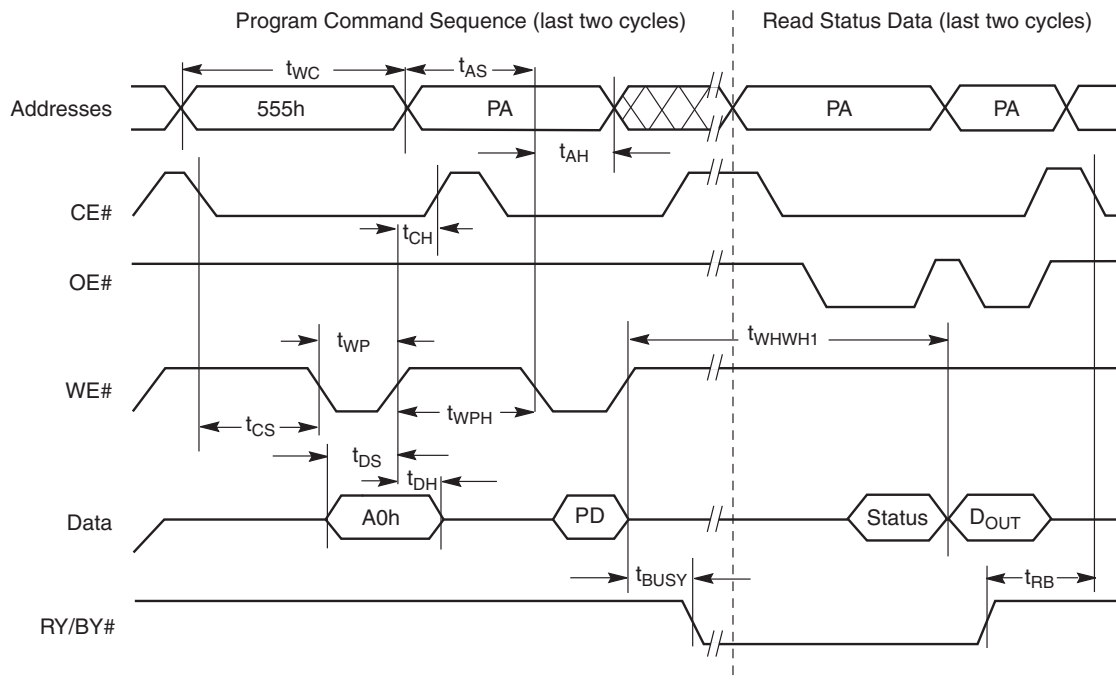 Program Command Sequence (last two cycles)
Read Status Data (last two cycles)
tWC
tAS
Addresses
555h
PA
PA
PA
tAH
CE#
tCH
OE#
tWP
tWHWH1
WE#
tCS
tWPH
tDS
tDH
Data
A0h
PD
Status
DOUT
tBUSY
tRB
RY/BY#